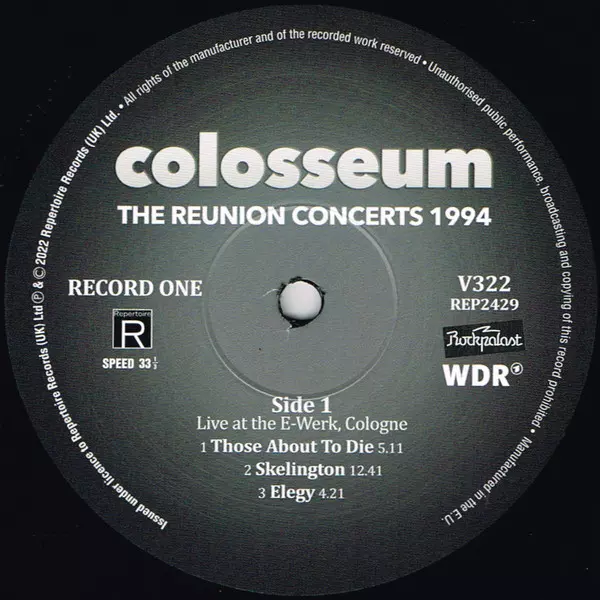 colosseum
THE REUNION CONCERTS 1994
RECORD ONE
Repertoire
R
SPEED 33 1/3
V322
REP2429
Rockpalast
WDR
Side 1
Live at the E-Werk, Cologne
1 Those About To Die 5.11
2 Skelington 12.41
3 Elegy 4.21
Issued under licence to Repertoire Records (UK) Ltd ℗ & © 2022 Repertoire Records (UK) Ltd. • All rights of the manufacturer and of the recorded work reserved • Unauthorised public performance, broadcasting and copying of this record prohibited • Manufactured in the E.U.